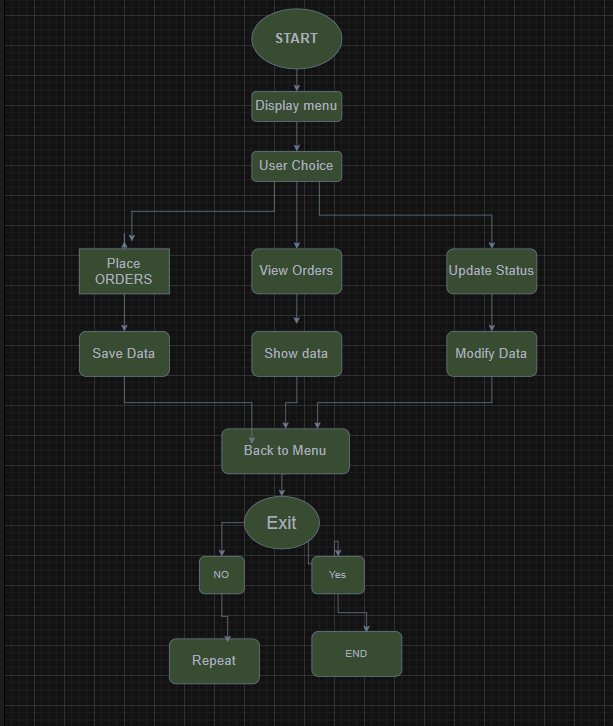 START
Display menu
User Choice
Place
ORDERS
View Orders
Update Status
Save Data
Show data
Modify Data
Back to Menu
Exit
NO
Yes
Repeat
END